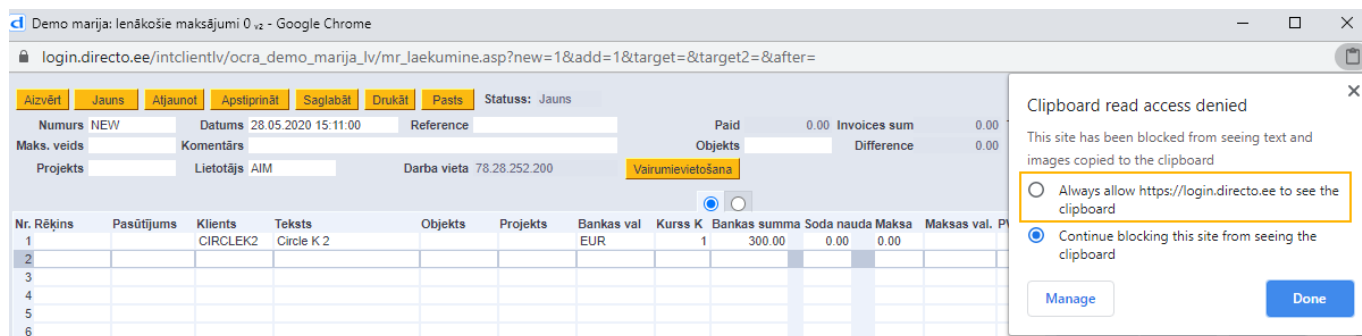 Demo marija: Ienākošie maksājumi 0 v2 - Google Chrome
login.directo.ee/intclientlv/ocra_demo_marija_lv/mr_laekumine.asp?new=1&add=1&target=&target2=&after=
Aizvērt Jauns Atjaunot Apstiprināt Saglabāt Drukāt Pasts Statuss: Jauns
Numurs NEW Datums 28.05.2020 15:11:00 Reference Paid 0.00 Invoices sum 0.00
Maks. veids Komentārs Objekts Difference 0.00
Projekts Lietotājs AIM Darba vieta 78.28.252.200 Vairumievietošana
Nr. Rēķins Pasūtījums Klients Teksts Objekts Projekts Bankas val Kurss K Bankas summa Soda nauda Maksa Maksas val.
1 CIRCLEK2 Circle K 2 EUR 1 300.00 0.00 0.00
2
3
4
5
6
Clipboard read access denied
This site has been blocked from seeing text and
images copied to the clipboard
Always allow https://login.directo.ee to see the
clipboard
Continue blocking this site from seeing the
clipboard
Manage Done